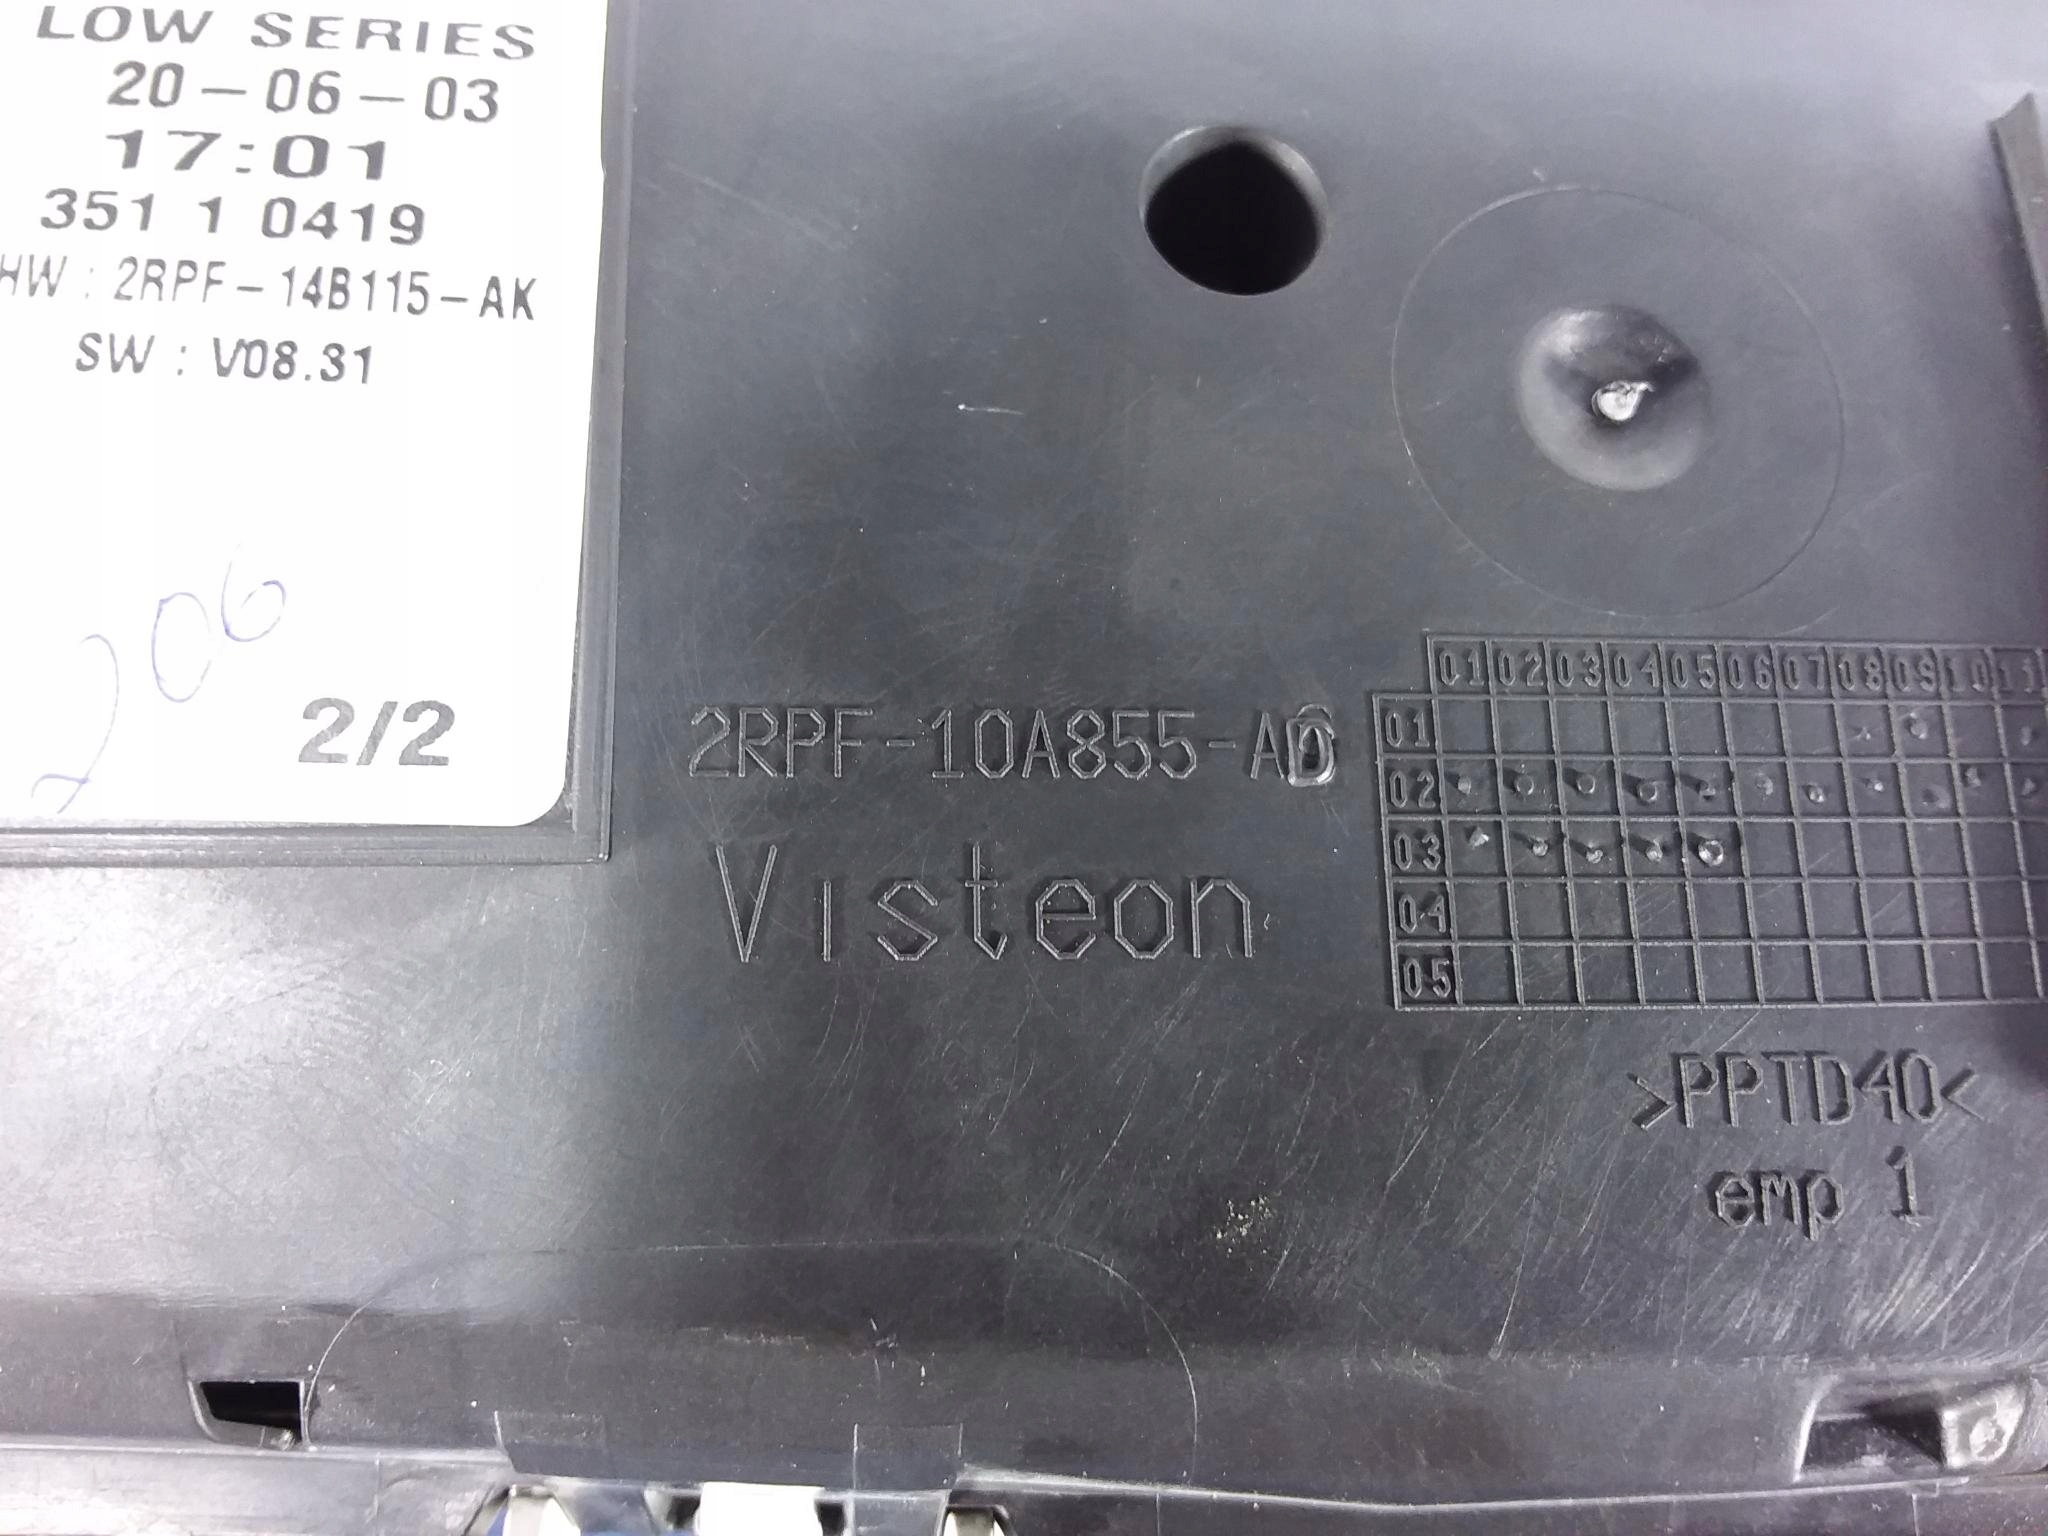 LOW SERIES
20-06-03
17:01
351 1 0419
HW : 2RPF-14B115-AK
SW : V08.31
206
2/2
2RPF-10A855-AD
Visteon
01 02 03 04 05 06 07 08 09 10 11
01
02
03
04
05
>PPTD40<
emp 1